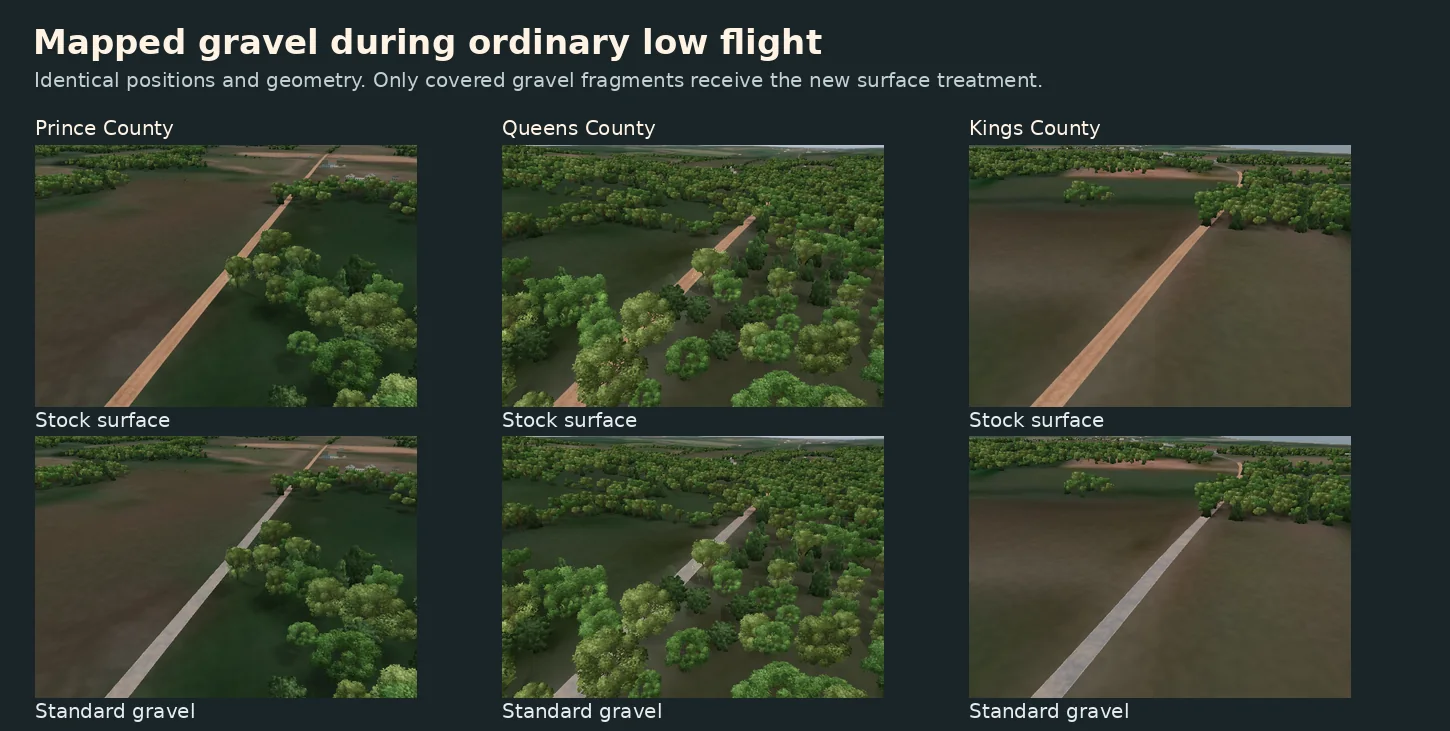 Mapped gravel during ordinary low flight
Identical positions and geometry. Only covered gravel fragments receive the new surface treatment.
Prince County
Queens County
Kings County
Stock surface
Stock surface
Stock surface
Standard gravel
Standard gravel
Standard gravel